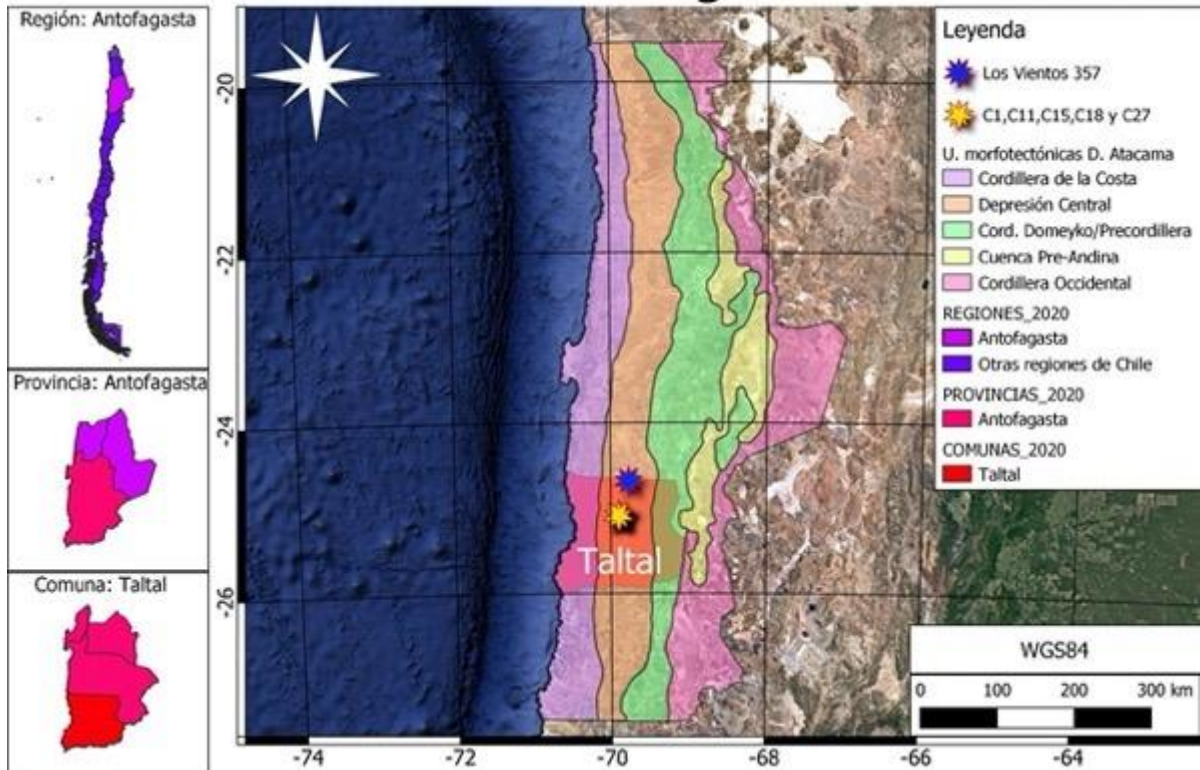 Región: Antofagasta
Provincia: Antofagasta
Comuna: Taltal
-20
-22
-24
-26
Taltal
-74
-72
-70
-68
-66
-64
Leyenda
Los Vientos 357
C1,C11,C15,C18 y C27
U. morfotectónicas D. Atacama
Cordillera de la Costa
Depresión Central
Cord. Domeyko/Precordillera
Cuenca Pre-Andina
Cordillera Occidental
REGIONES_2020
Antofagasta
Otras regiones de Chile
PROVINCIAS_2020
Antofagasta
COMUNAS_2020
Taltal
WGS84
0 100 200 300 km